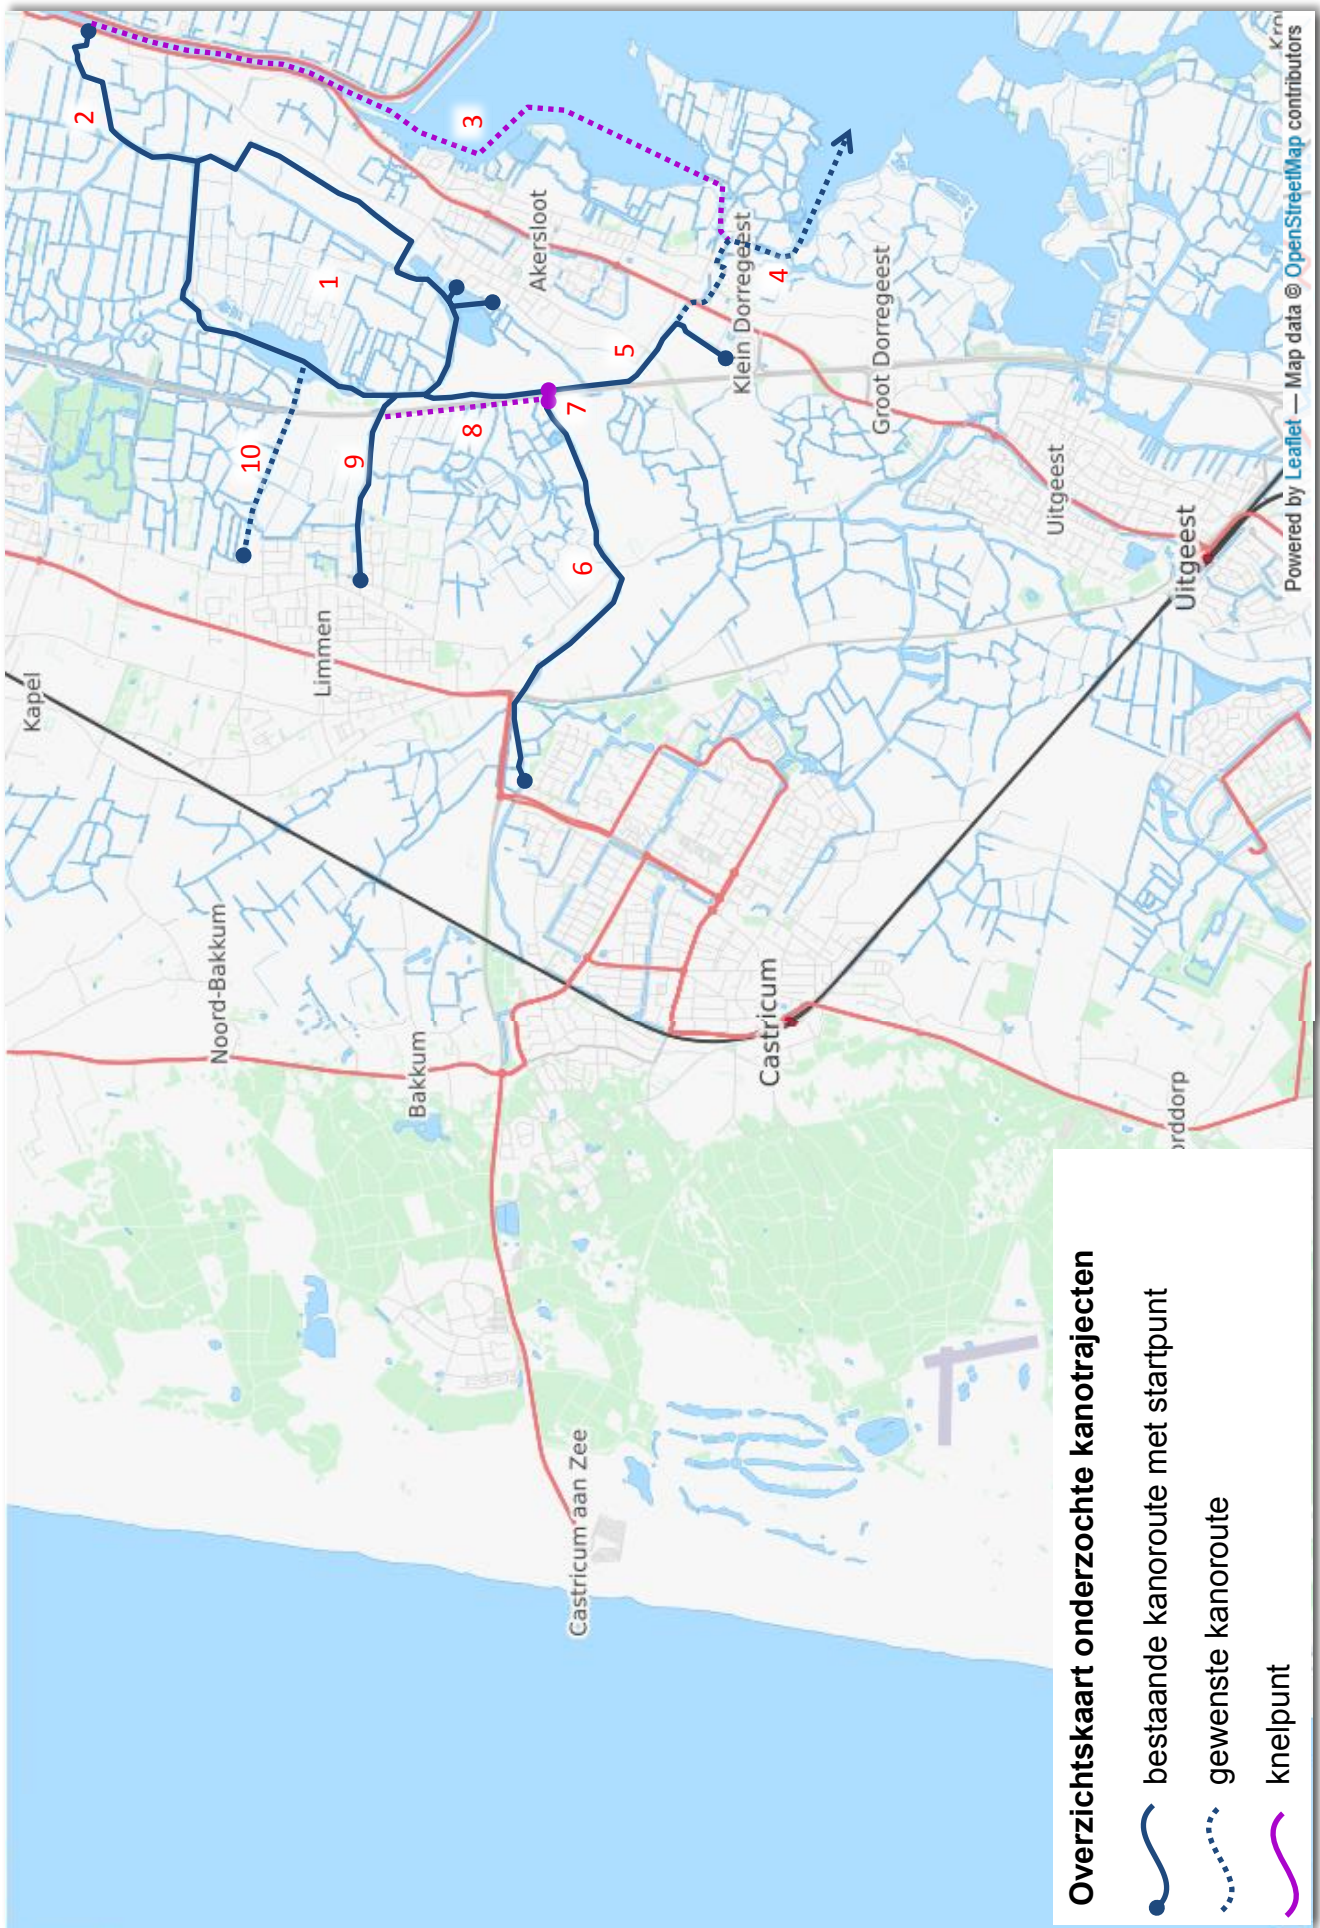 Overzichtskaart onderzochte kanotrajecten
bestaande kanoroute met startpunt
gewenste kanoroute
knelpunt
Castricum aan Zee
Noord-Bakkum
Bakkum
Castricum
orddorp
Kapel
Limmen
Akersloot
Klein Dorregeest
Groot Dorregeest
Uitgeest
Uitgeest
1
2
3
4
5
6
7
8
9
10
Powered by Leaflet — Map data © OpenStreetMap contributors